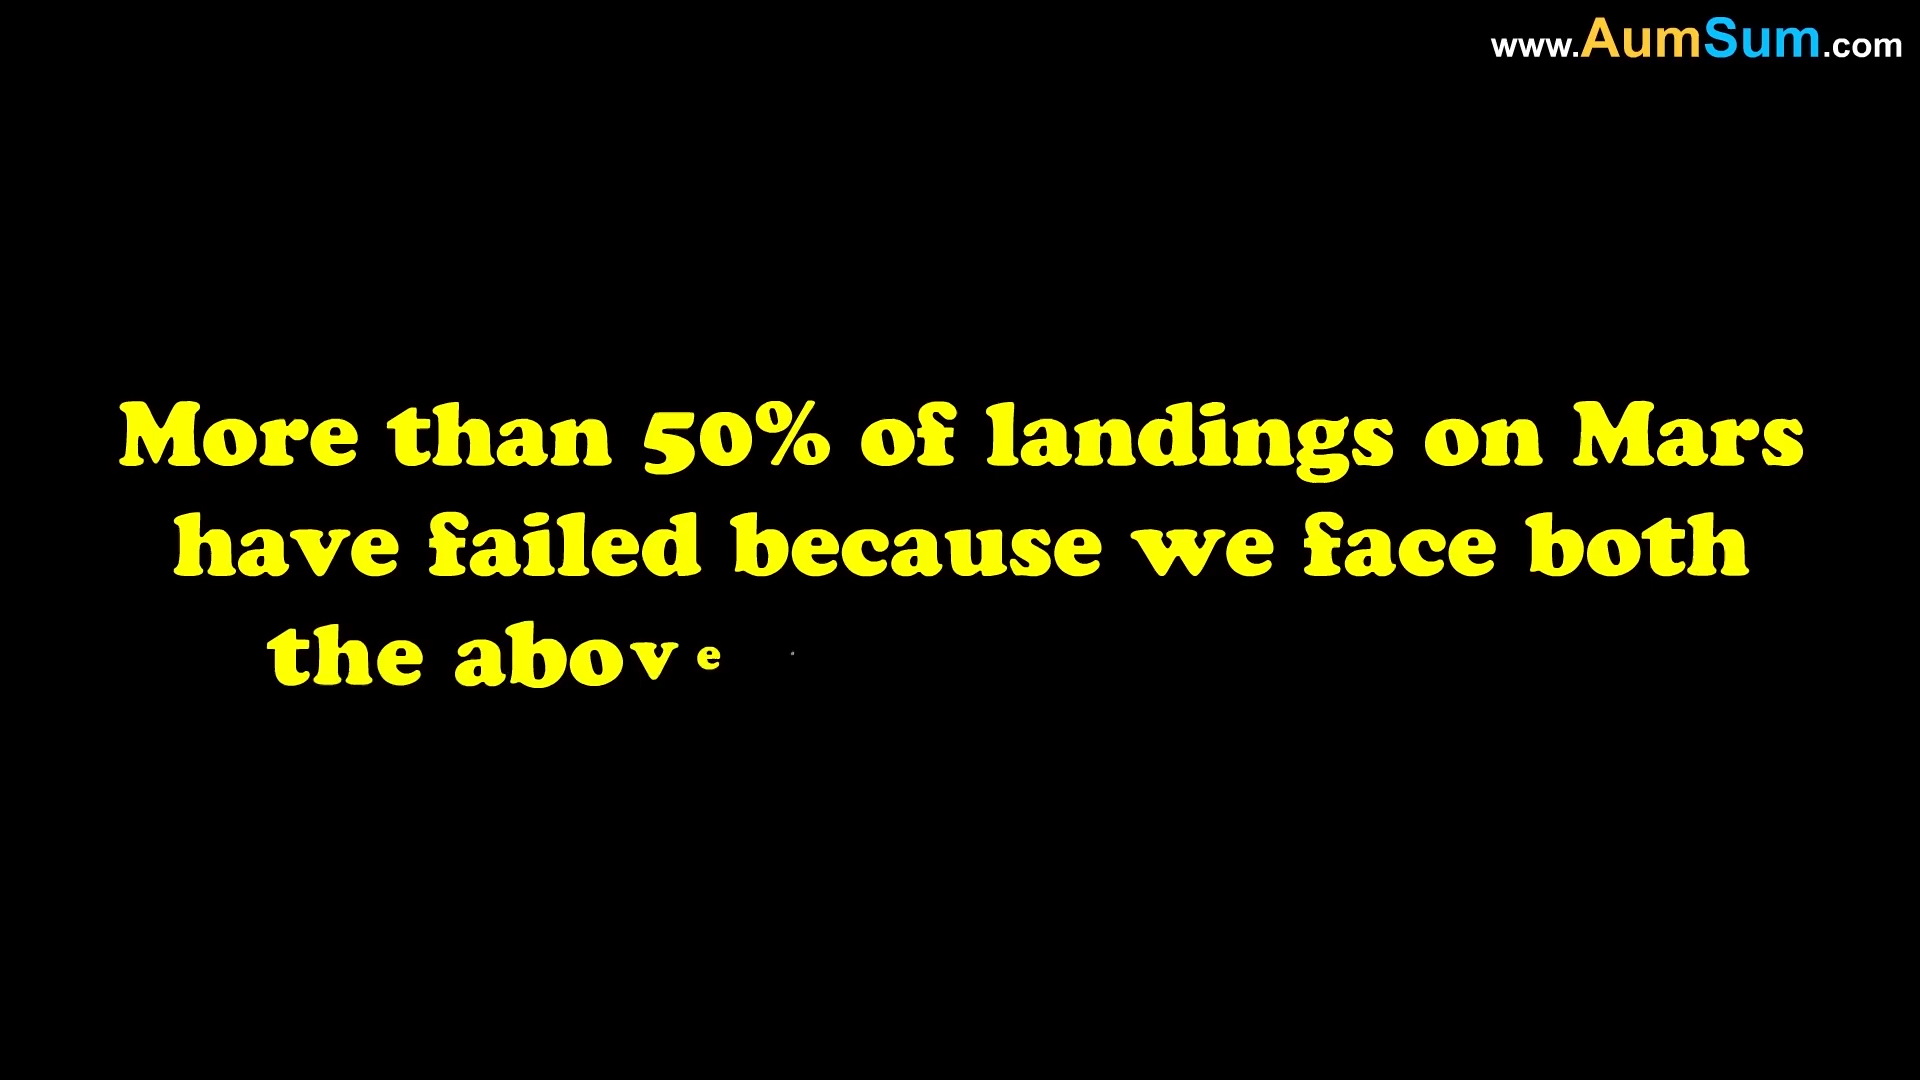 www.AumSum.com
More than 50% of landings on Mars
have failed because we face both
the above